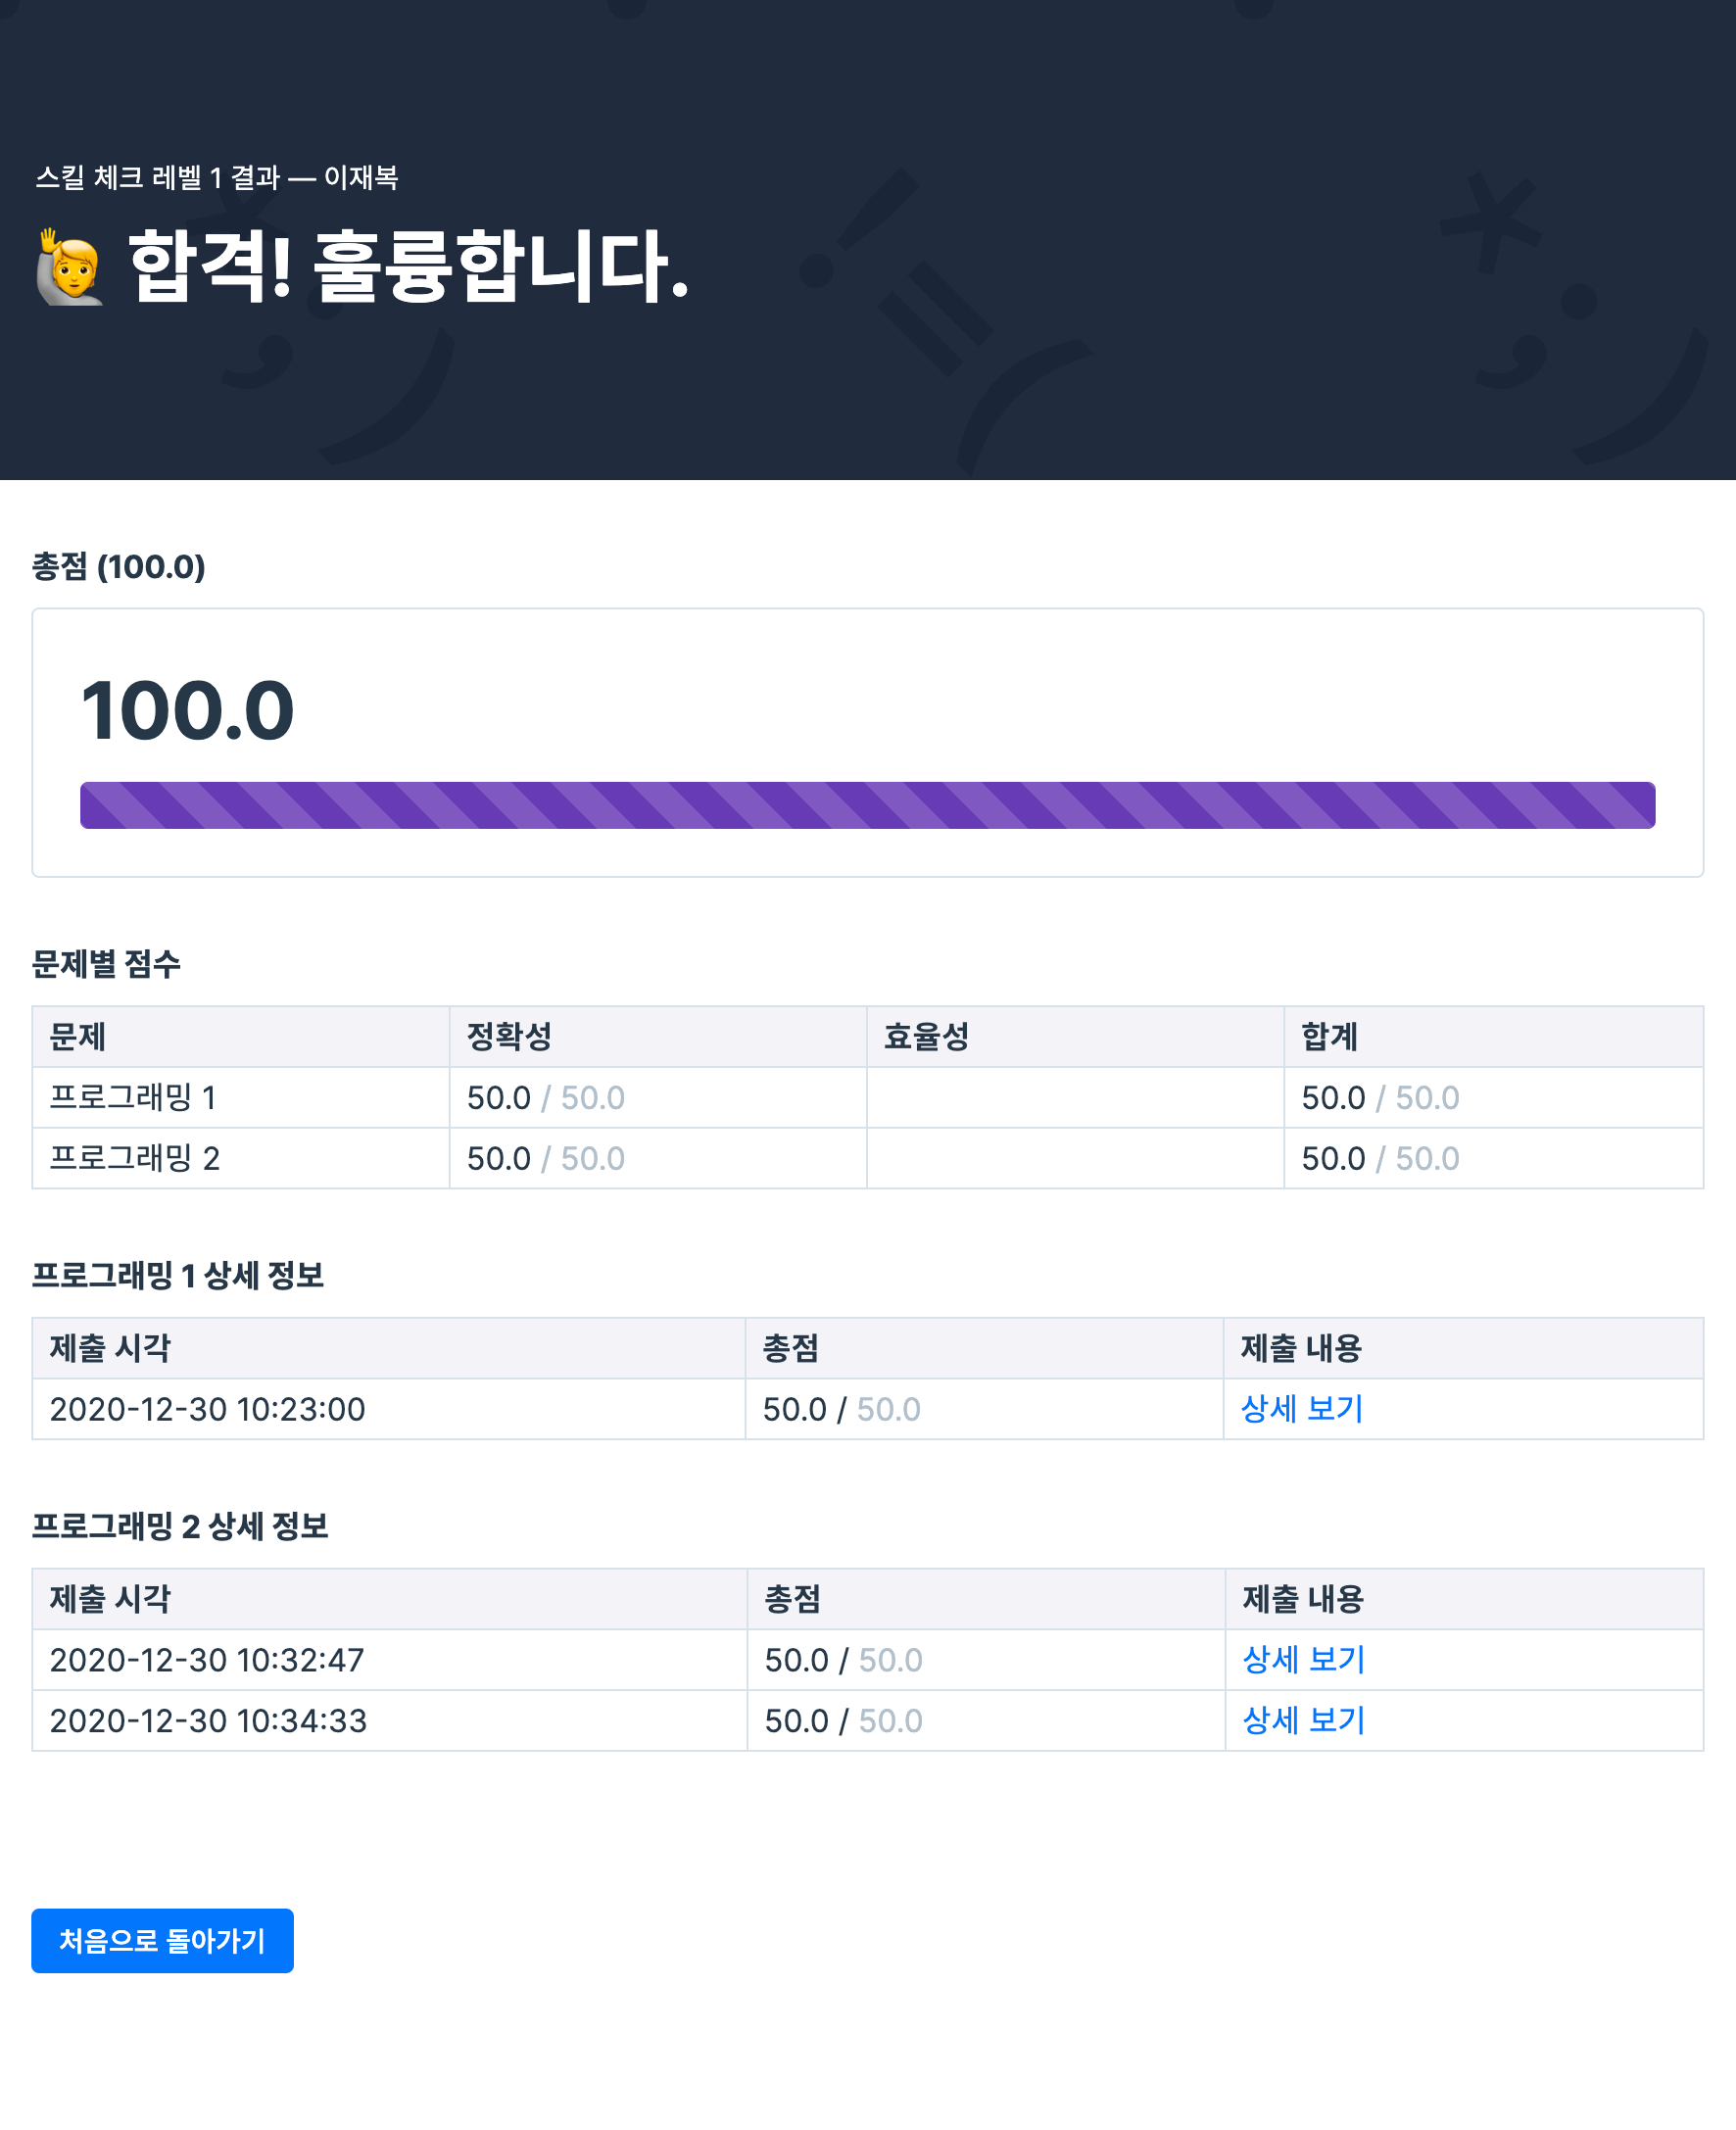 스킬 체크 레벨 1 결과 — 이재복
🙋 합격! 훌륭합니다.
총점 (100.0)
100.0
문제별 점수
문제 정확성 효율성 합계
프로그래밍 1 50.0 / 50.0 50.0 / 50.0
프로그래밍 2 50.0 / 50.0 50.0 / 50.0
프로그래밍 1 상세 정보
제출 시각 총점 제출 내용
2020-12-30 10:23:00 50.0 / 50.0 상세 보기
프로그래밍 2 상세 정보
제출 시각 총점 제출 내용
2020-12-30 10:32:47 50.0 / 50.0 상세 보기
2020-12-30 10:34:33 50.0 / 50.0 상세 보기
처음으로 돌아가기